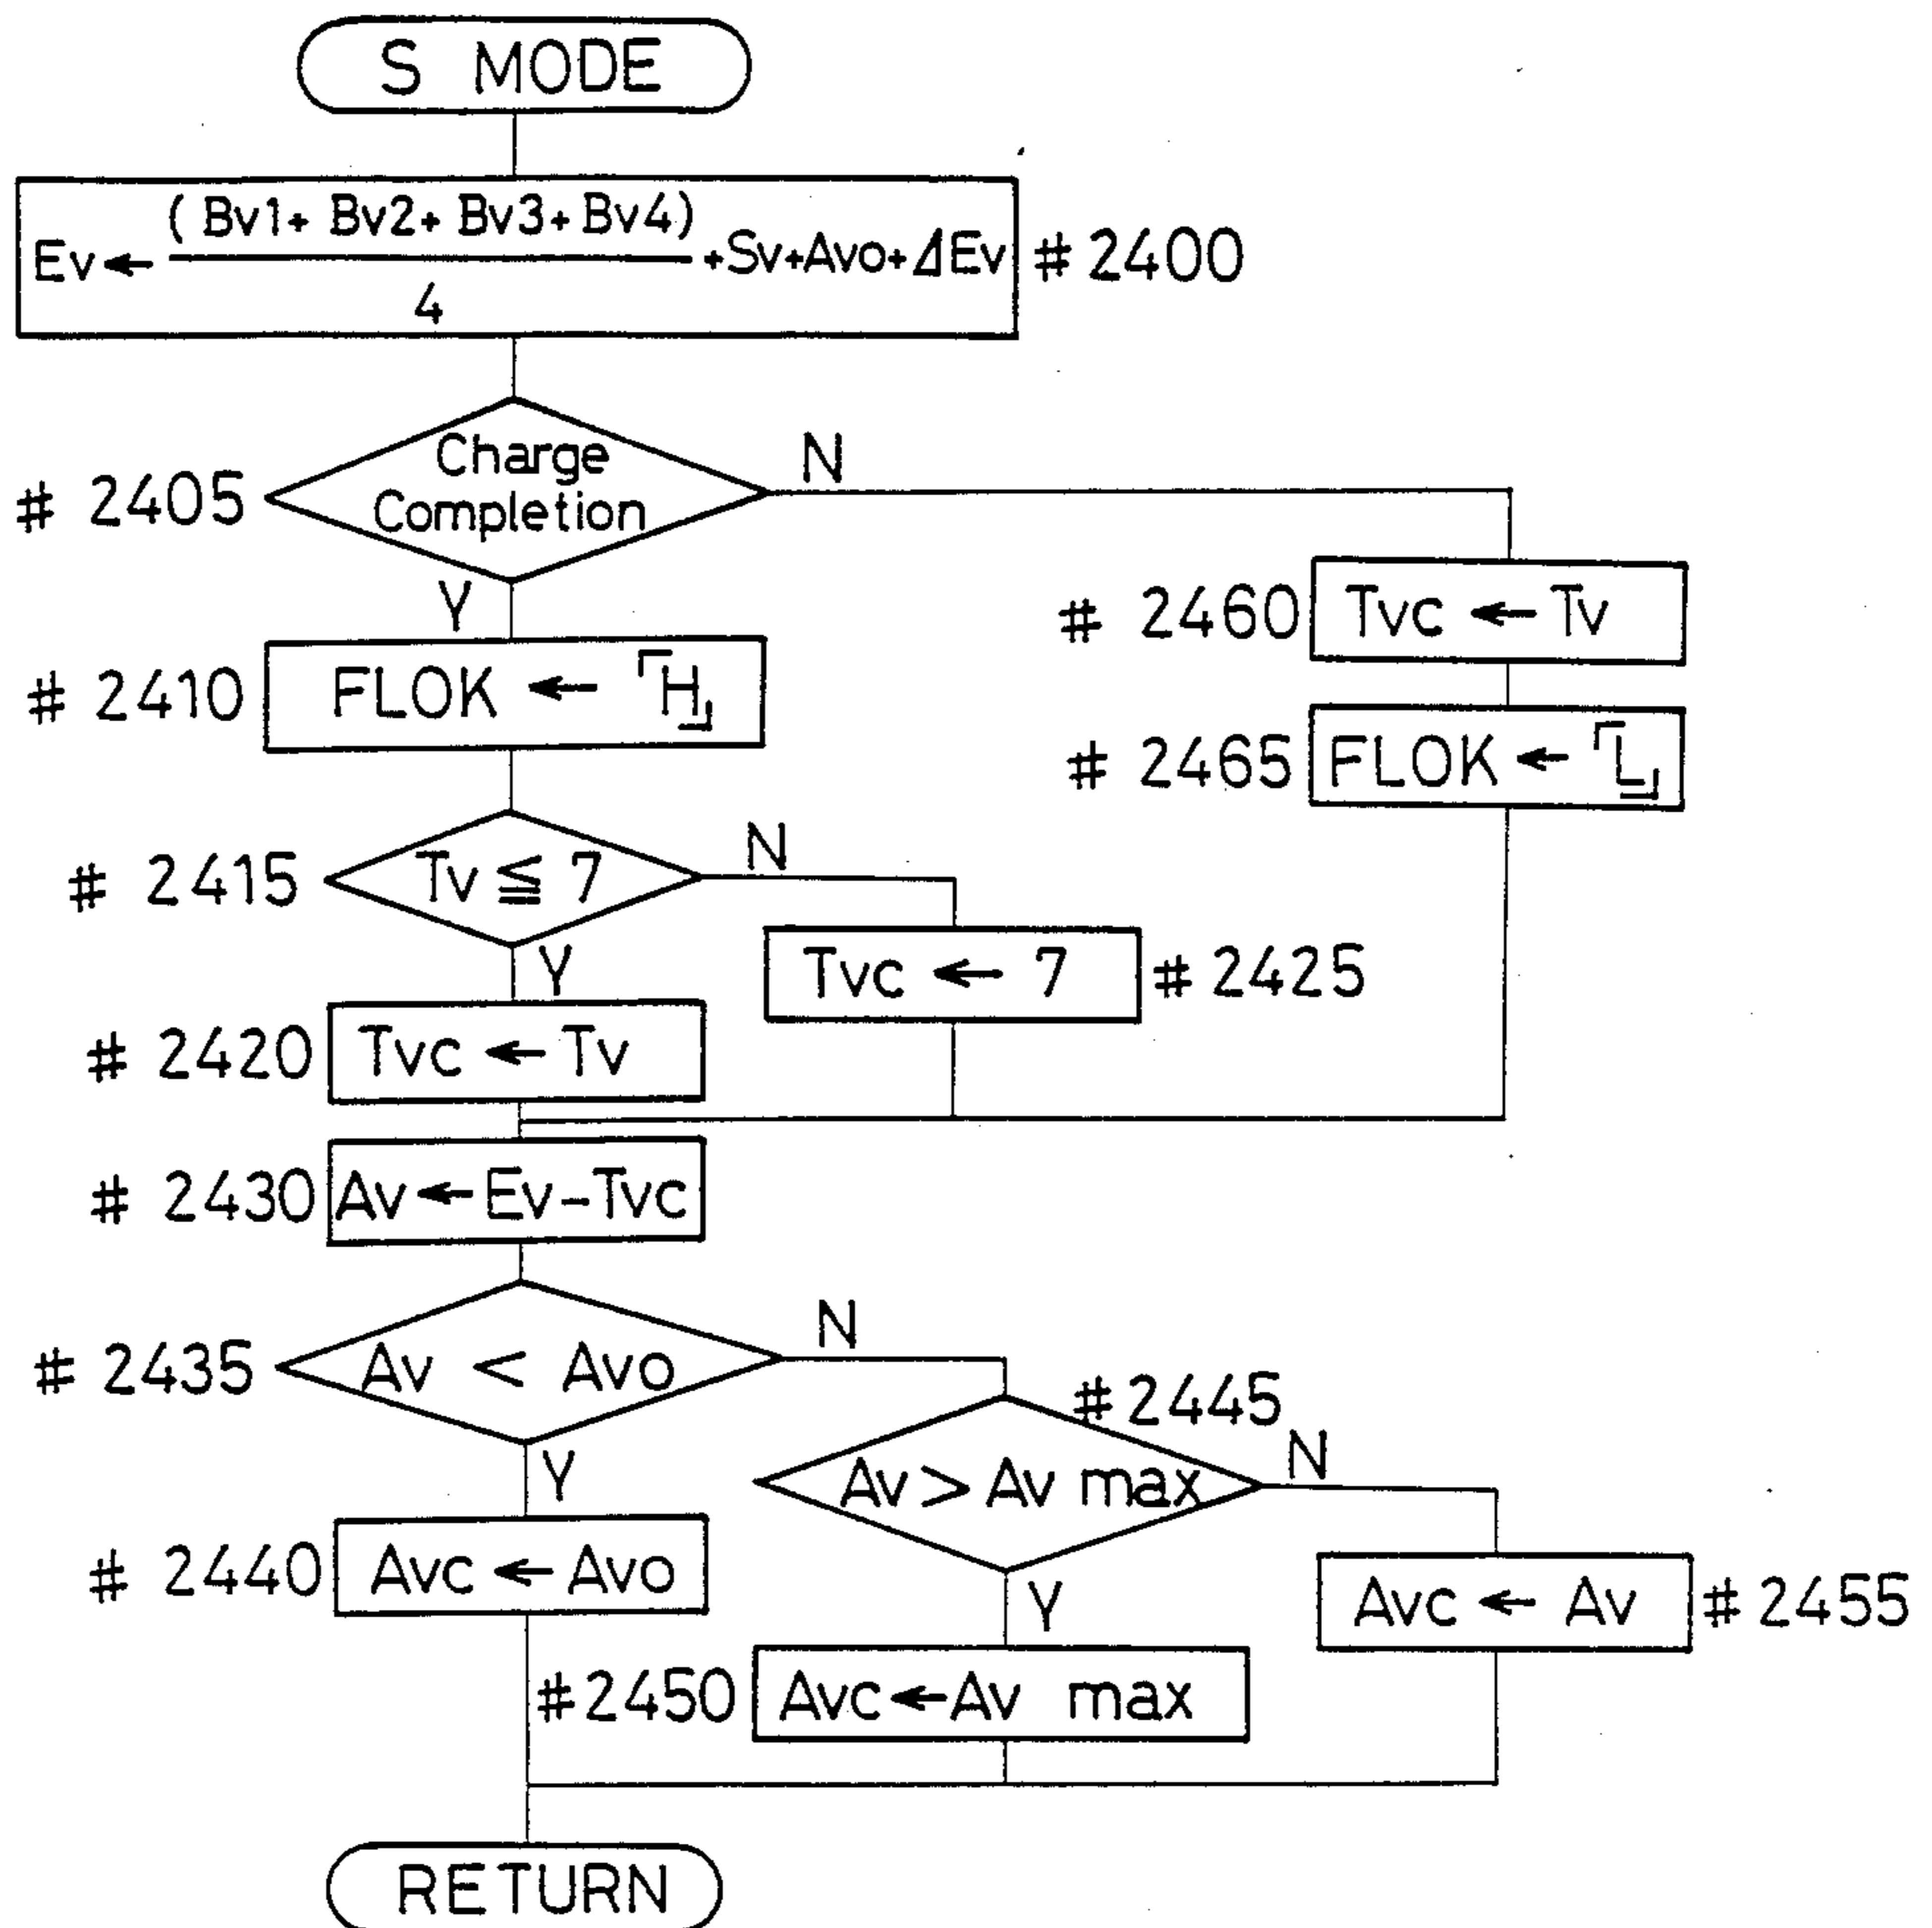 S MODE
Ev← (Bv1+ Bv2+ Bv3+ Bv4) / 4 +Sv+Avo+ΔEv # 2400
# 2405 Charge
Completion
N
Y
# 2460 Tvc ← Tv
# 2410 FLOK ← 「H」
# 2465 FLOK ← 「L」
# 2415 Tv ≦ 7
N
Y
Tvc ← 7 # 2425
# 2420 Tvc ← Tv
# 2430 Av←Ev–Tvc
# 2435 Av < Avo
N
Y
#2445
Av > Av max
N
Y
# 2440 Avc ← Avo
Avc ← Av # 2455
#2450 Avc←Av max
RETURN